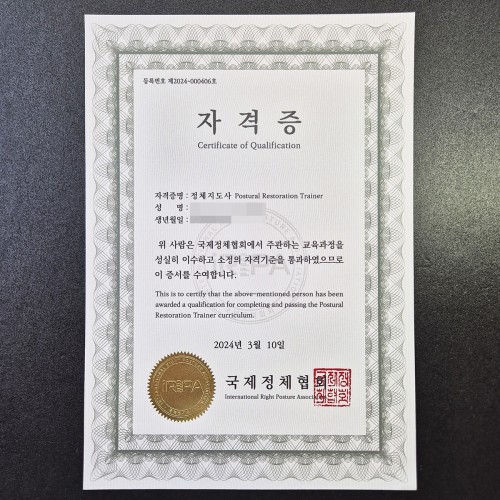 등록번호 제2024-000406호
자격증
Certificate of Qualification
자격증명 : 정체지도사 Postural Restoration Trainer
성 명 :
생년월일 :
위 사람은 국제정체협회에서 주관하는 교육과정을
성실히 이수하고 소정의 자격기준을 통과하였으므로
이 증서를 수여합니다.
This is to certify that the above-mentioned person has been
awarded a qualification for completing and passing the Postural
Restoration Trainer curriculum.
2024년 3월 10일
국제정체협회
International Right Posture